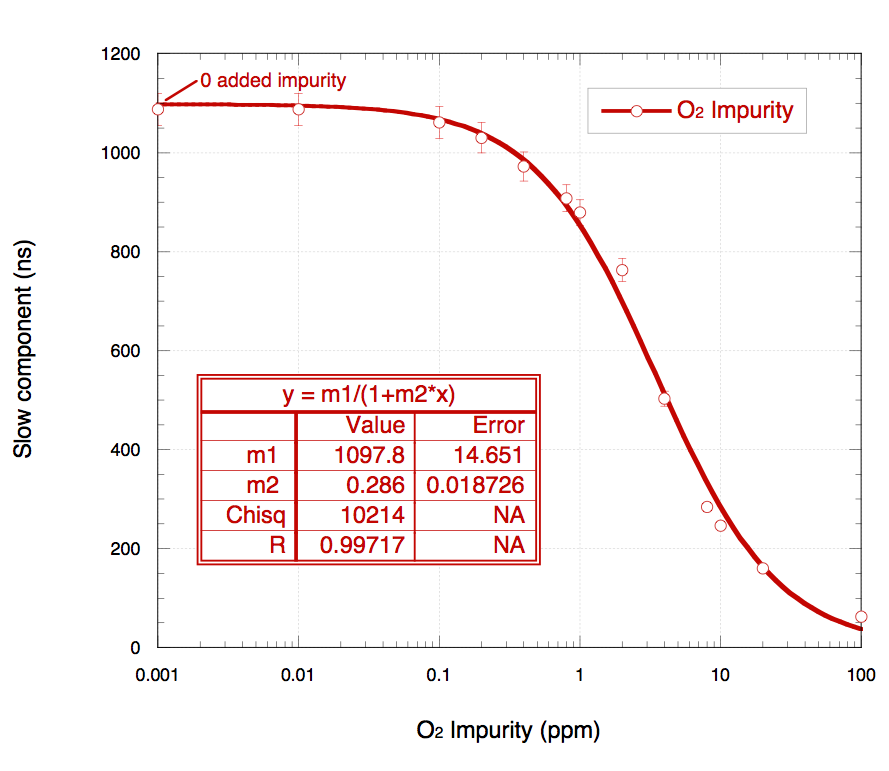 1200
0 added impurity
O₂ Impurity
1000
800
600
400
200
0
Slow component (ns)
y = m1/(1+m2*x)
Value Error
m1 1097.8 14.651
m2 0.286 0.018726
Chisq 10214 NA
R 0.99717 NA
0.001 0.01 0.1 1 10 100
O₂ Impurity (ppm)